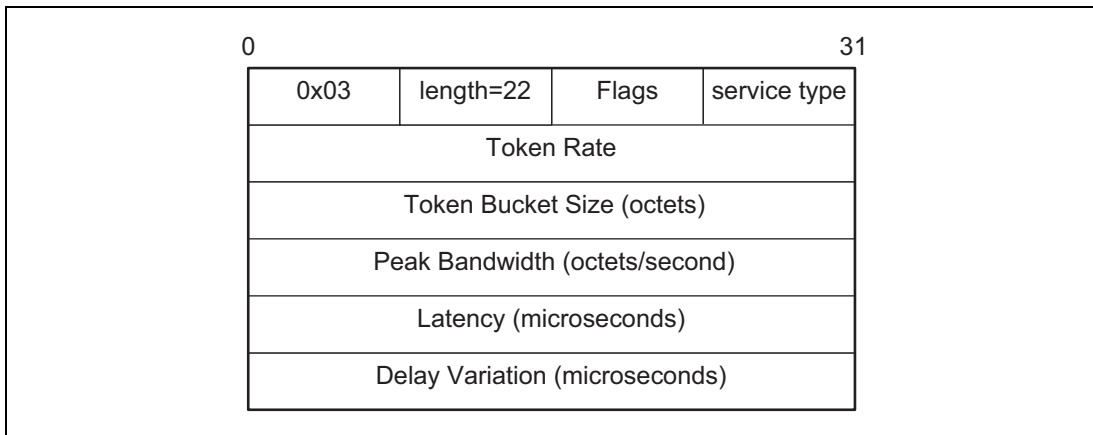 0 31
0x03 length=22 Flags service type
Token Rate
Token Bucket Size (octets)
Peak Bandwidth (octets/second)
Latency (microseconds)
Delay Variation (microseconds)